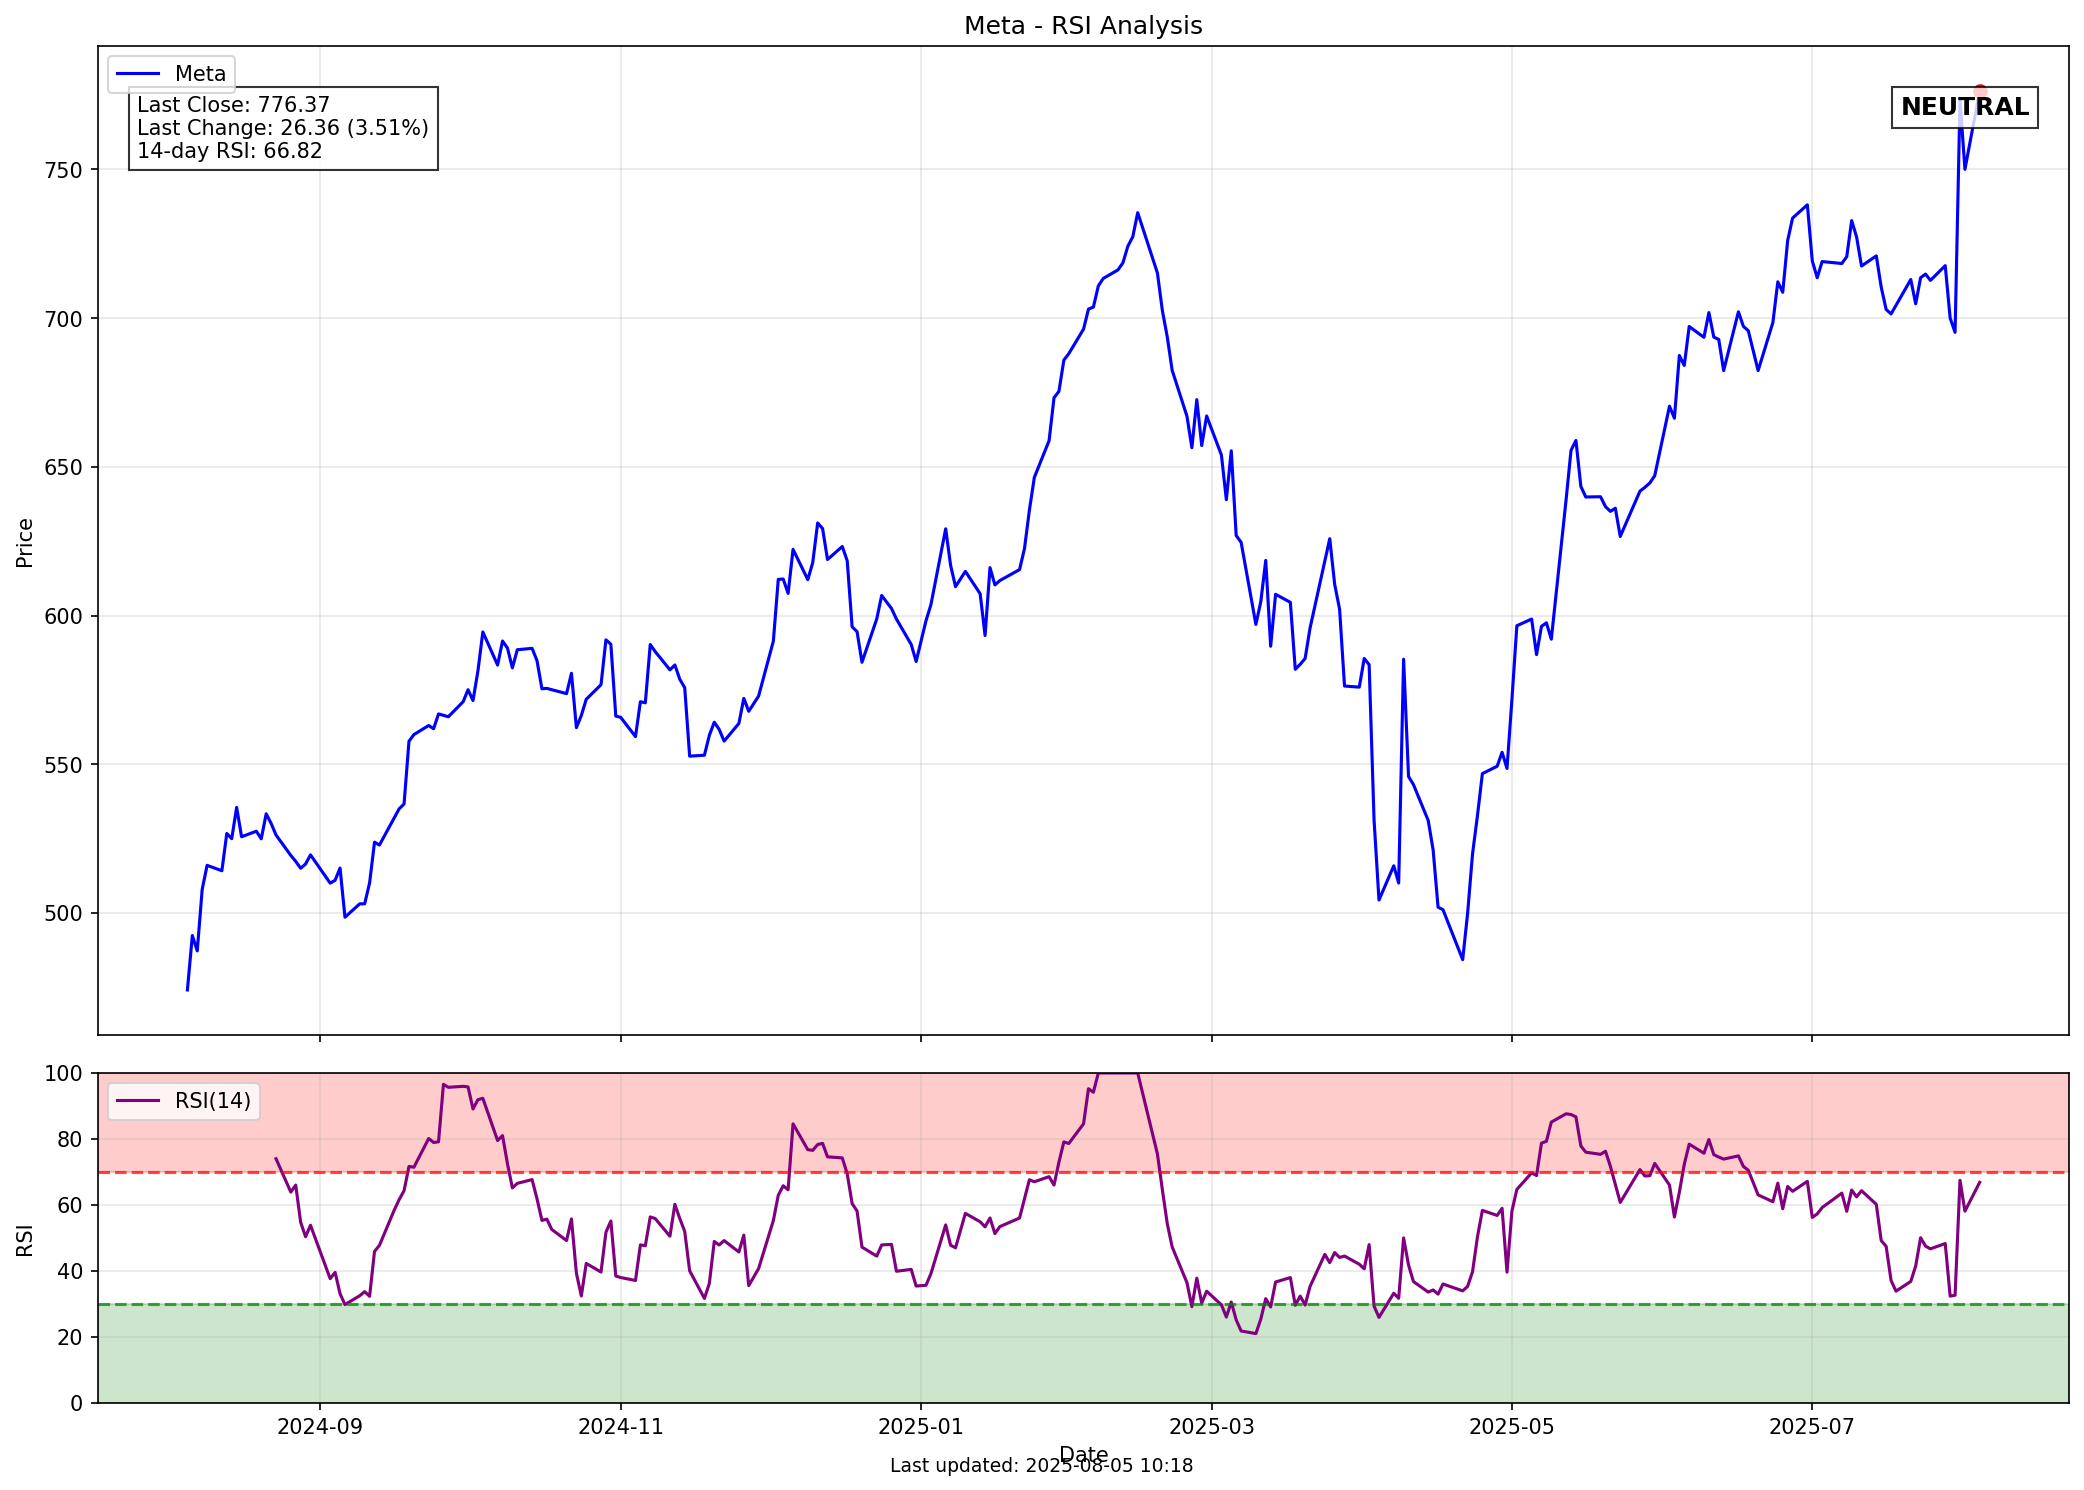 Meta - RSI Analysis
Meta
Last Close: 776.37
Last Change: 26.36 (3.51%)
14-day RSI: 66.82
NEUTRAL
750
700
650
600
550
500
Price
100
80
60
40
20
0
RSI
RSI(14)
2024-09 2024-11 2025-01 2025-03 2025-05 2025-07
Date
Last updated: 2025-08-05 10:18